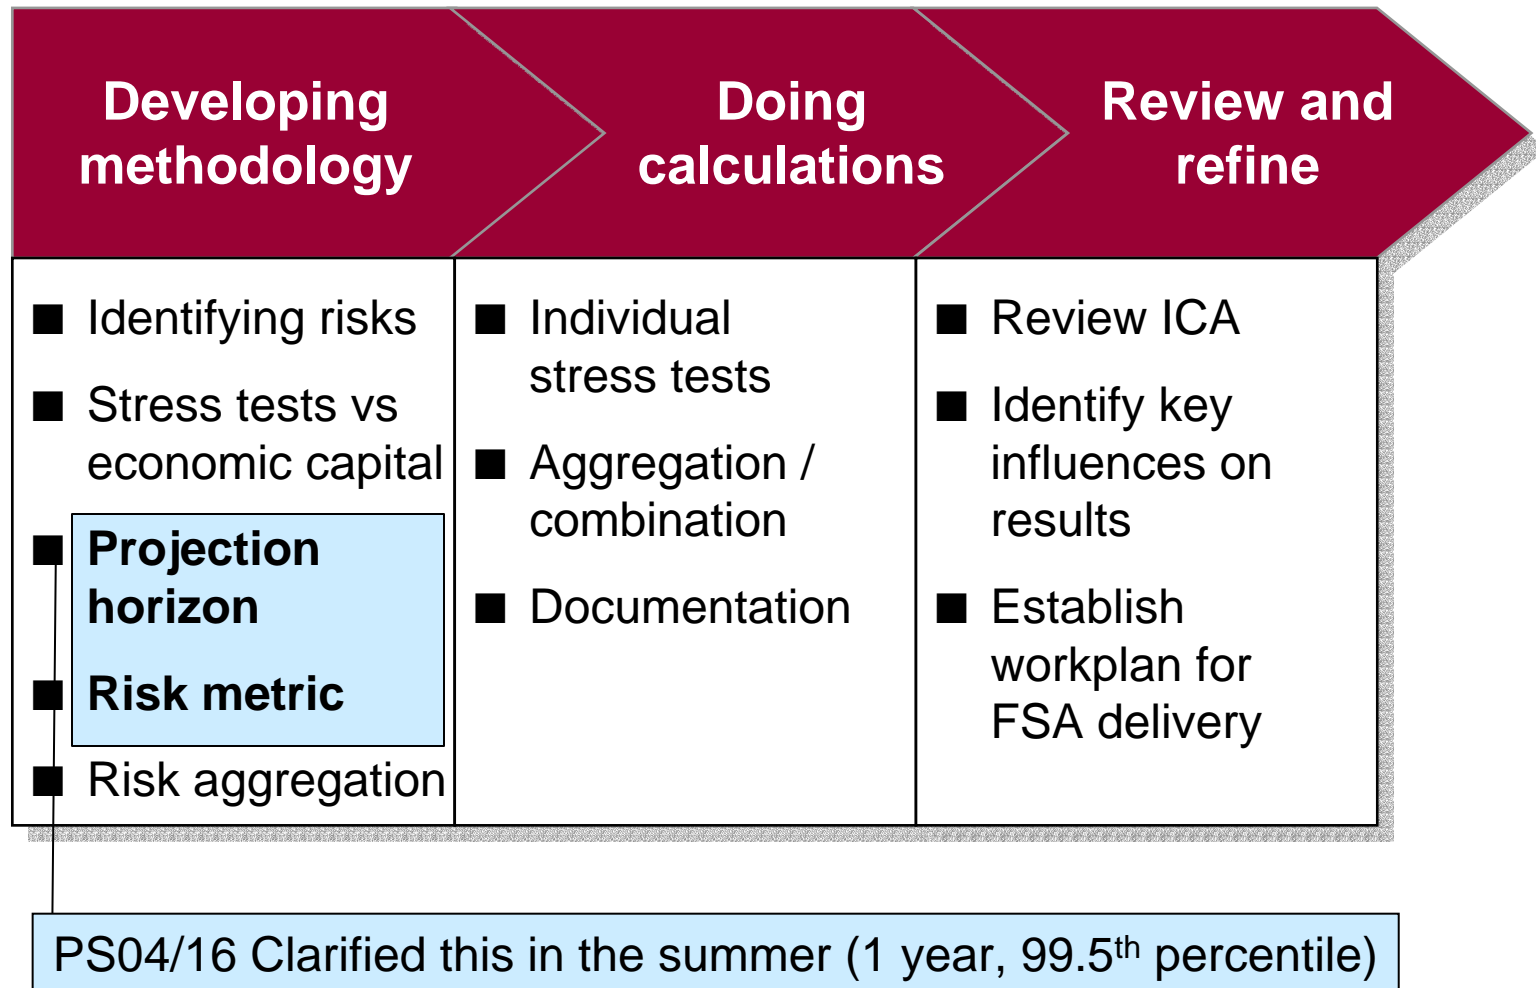 Developing
methodology
Doing
calculations
Review and
refine
■ Identifying risks
■ Stress tests vs
economic capital
■ Projection
horizon
■ Risk metric
■ Risk aggregation
■ Individual
stress tests
■ Aggregation /
combination
■ Documentation
■ Review ICA
■ Identify key
influences on
results
■ Establish
workplan for
FSA delivery
PS04/16 Clarified this in the summer (1 year, 99.5th percentile)